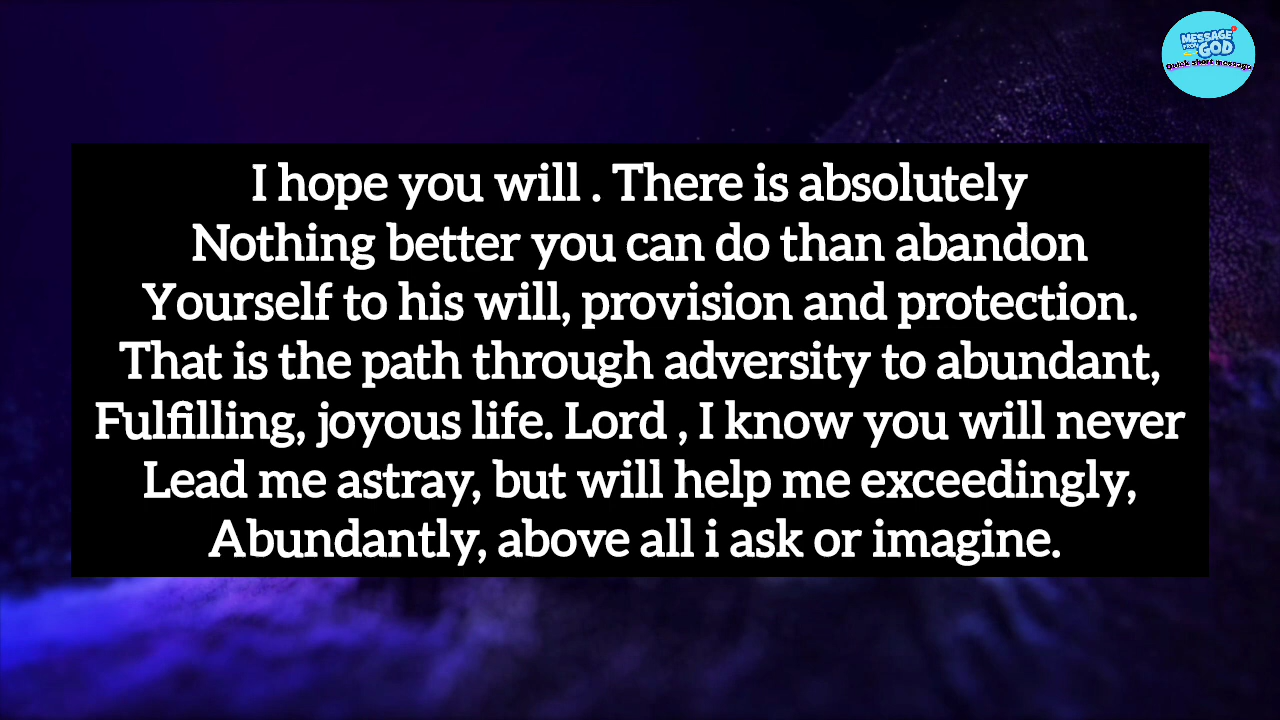 MESSAGE
FROM
GOD
Quick short message
I hope you will . There is absolutely
Nothing better you can do than abandon
Yourself to his will, provision and protection.
That is the path through adversity to abundant,
Fulfilling, joyous life. Lord , I know you will never
Lead me astray, but will help me exceedingly,
Abundantly, above all i ask or imagine.